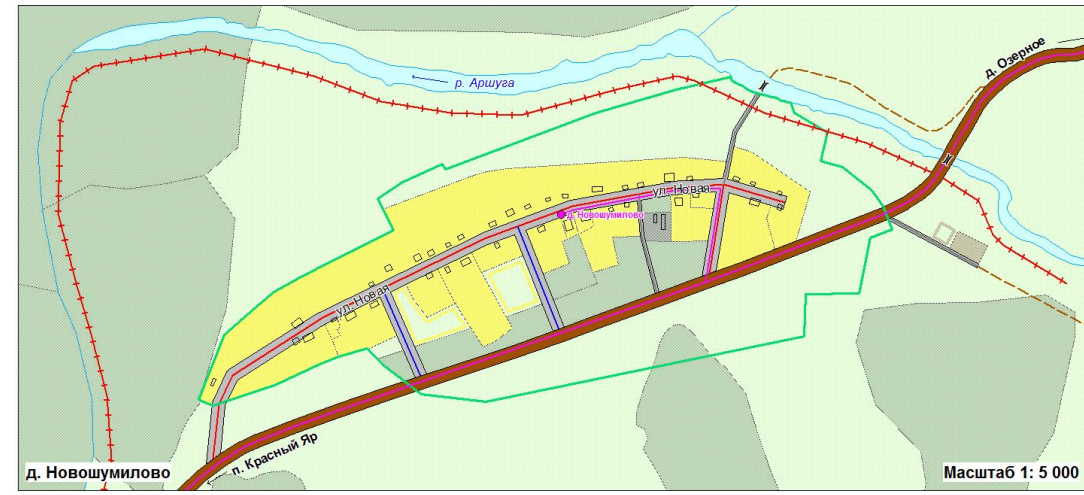 д. Озерное
р. Аршуга
ул. Новая
д. Новошумилово
ул. Новая
п. Красный Яр
д. Новошумилово
Масштаб 1: 5 000